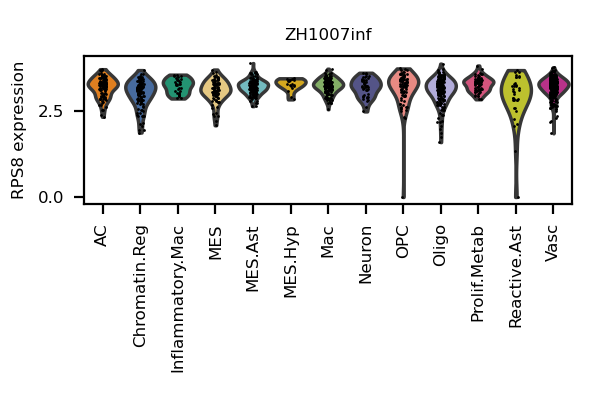 ZH1007inf
RPS8 expression
2.5
0.0
AC
Chromatin.Reg
Inflammatory.Mac
MES
MES.Ast
MES.Hyp
Mac
Neuron
OPC
Oligo
Prolif.Metab
Reactive.Ast
Vasc